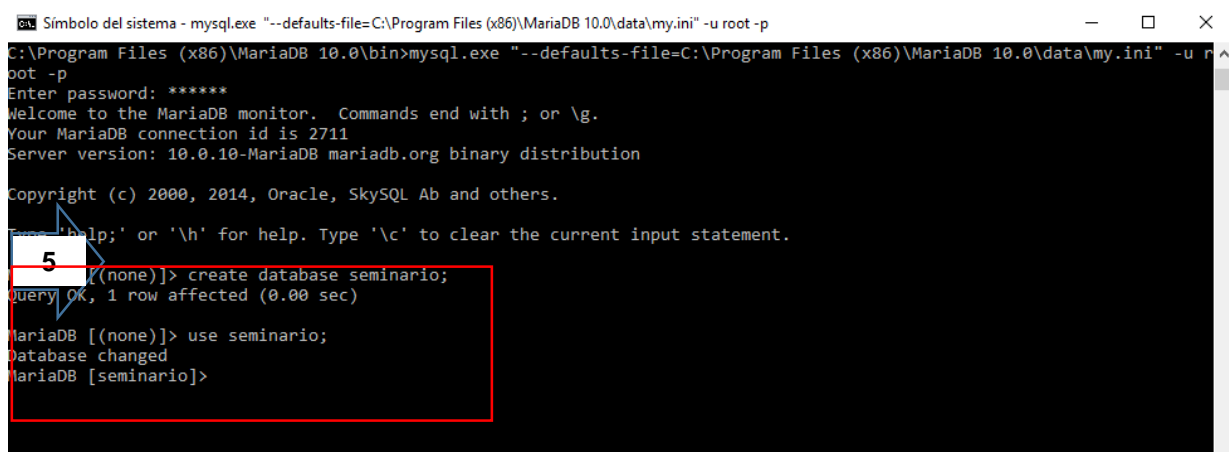 Símbolo del sistema - mysql.exe "--defaults-file=C:\Program Files (x86)\MariaDB 10.0\data\my.ini" -u root -p
C:\Program Files (x86)\MariaDB 10.0\bin>mysql.exe "--defaults-file=C:\Program Files (x86)\MariaDB 10.0\data\my.ini" -u r
oot -p
Enter password: ******
Welcome to the MariaDB monitor.  Commands end with ; or \g.
Your MariaDB connection id is 2711
Server version: 10.0.10-MariaDB mariadb.org binary distribution
Copyright (c) 2000, 2014, Oracle, SkySQL Ab and others.
Type 'help;' or '\h' for help. Type '\c' to clear the current input statement.
5
[(none)]> create database seminario;
Query OK, 1 row affected (0.00 sec)
MariaDB [(none)]> use seminario;
Database changed
MariaDB [seminario]>